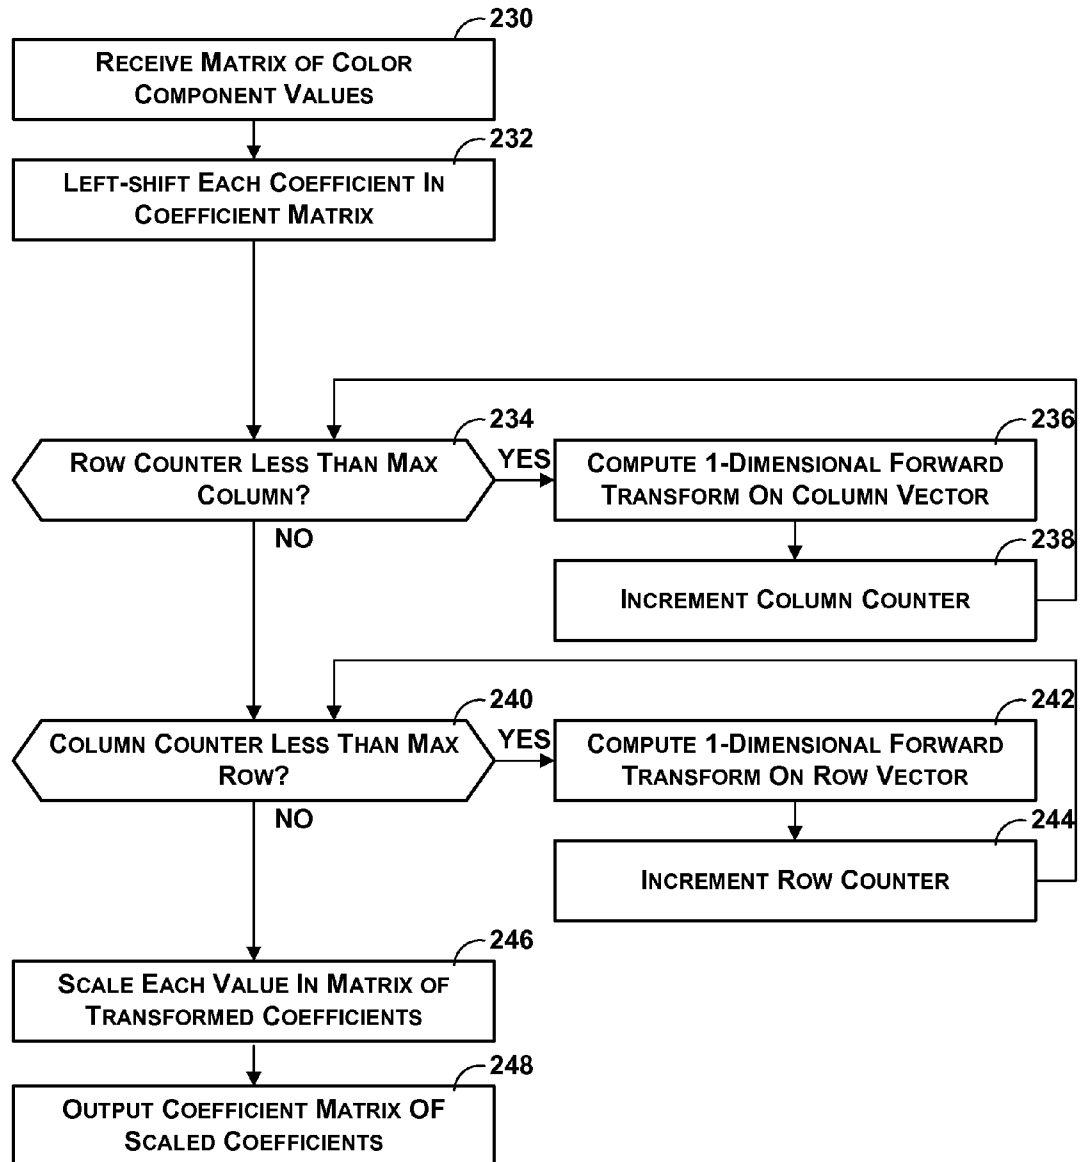 230
RECEIVE MATRIX OF COLOR
COMPONENT VALUES
232
LEFT-SHIFT EACH COEFFICIENT IN
COEFFICIENT MATRIX
234
ROW COUNTER LESS THAN MAX
COLUMN?
YES
NO
236
COMPUTE 1-DIMENSIONAL FORWARD
TRANSFORM ON COLUMN VECTOR
238
INCREMENT COLUMN COUNTER
240
COLUMN COUNTER LESS THAN MAX
ROW?
YES
NO
242
COMPUTE 1-DIMENSIONAL FORWARD
TRANSFORM ON ROW VECTOR
244
INCREMENT ROW COUNTER
246
SCALE EACH VALUE IN MATRIX OF
TRANSFORMED COEFFICIENTS
248
OUTPUT COEFFICIENT MATRIX OF
SCALED COEFFICIENTS